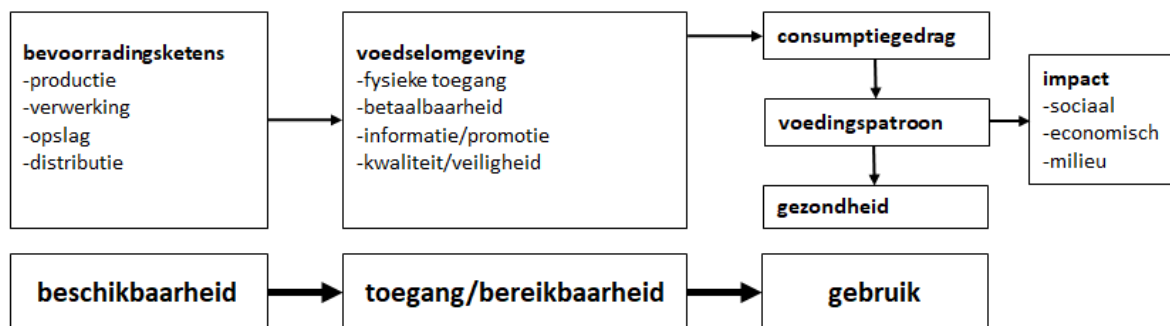 bevoorradingsketens
-productie
-verwerking
-opslag
-distributie
voedselomgeving
-fysieke toegang
-betaalbaarheid
-informatie/promotie
-kwaliteit/veiligheid
consumptiegedrag
voedingspatroon
gezondheid
impact
-sociaal
-economisch
-milieu
beschikbaarheid
toegang/bereikbaarheid
gebruik